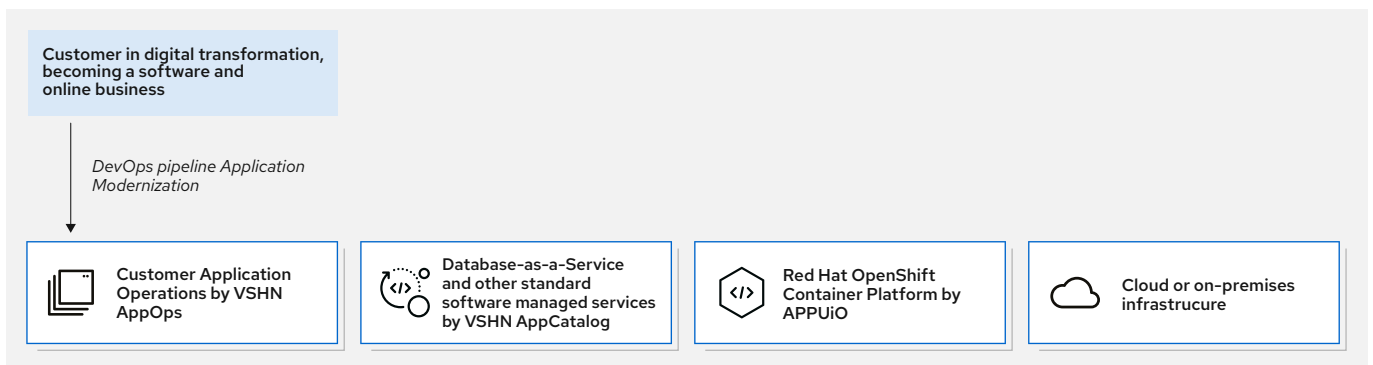 Customer in digital transformation,
becoming a software and
online business
DevOps pipeline Application
Modernization
Customer Application
Operations by VSHN
AppOps
Database-as-a-Service
and other standard
software managed services
by VSHN AppCatalog
Red Hat OpenShift
Container Platform by
APPUiO
Cloud or on-premises
infrastrucure